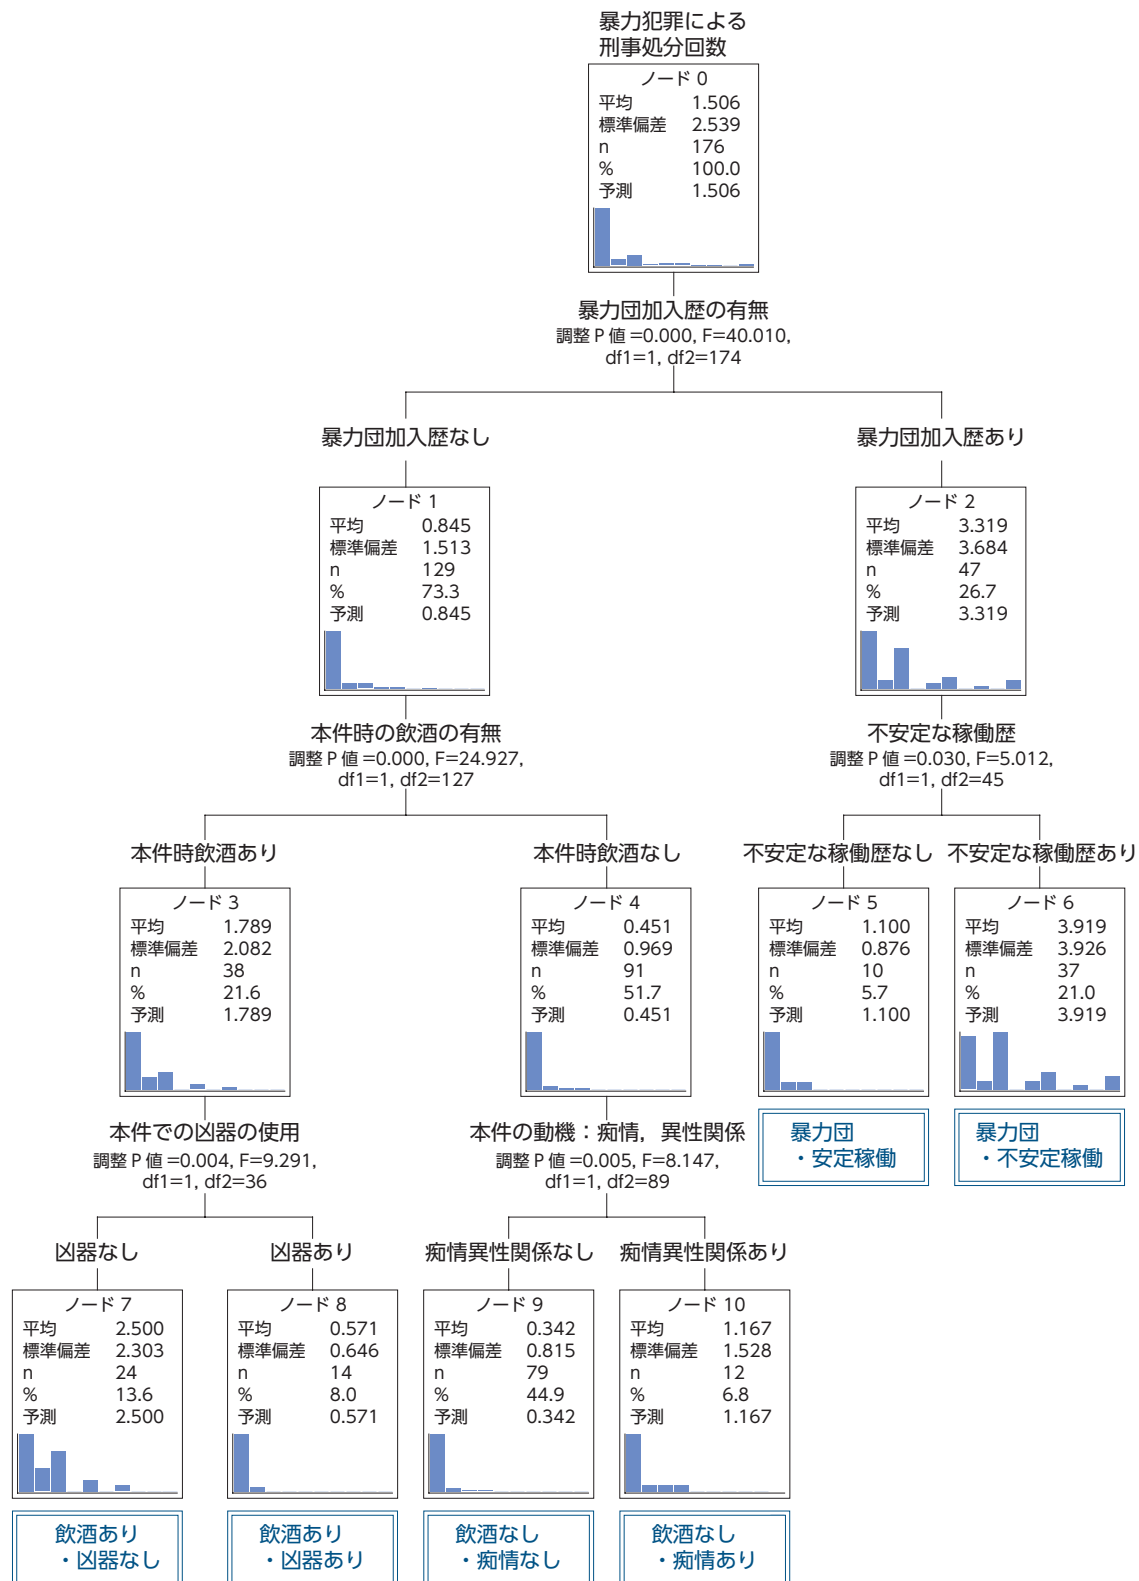 暴力犯罪による
刑事処分回数
ノード 0
平均 1.506
標準偏差 2.539
n 176
% 100.0
予測 1.506
暴力団加入歴の有無
調整 P 値 =0.000, F=40.010,
df1=1, df2=174
暴力団加入歴なし
暴力団加入歴あり
ノード 1
平均 0.845
標準偏差 1.513
n 129
% 73.3
予測 0.845
ノード 2
平均 3.319
標準偏差 3.684
n 47
% 26.7
予測 3.319
本件時の飲酒の有無
調整 P 値 =0.000, F=24.927,
df1=1, df2=127
不安定な稼働歴
調整 P 値 =0.030, F=5.012,
df1=1, df2=45
本件時飲酒あり
本件時飲酒なし
不安定な稼働歴なし
不安定な稼働歴あり
ノード 3
平均 1.789
標準偏差 2.082
n 38
% 21.6
予測 1.789
ノード 4
平均 0.451
標準偏差 0.969
n 91
% 51.7
予測 0.451
ノード 5
平均 1.100
標準偏差 0.876
n 10
% 5.7
予測 1.100
ノード 6
平均 3.919
標準偏差 3.926
n 37
% 21.0
予測 3.919
本件での凶器の使用
調整 P 値 =0.004, F=9.291,
df1=1, df2=36
本件の動機：痴情，異性関係
調整 P 値 =0.005, F=8.147,
df1=1, df2=89
暴力団
・安定稼働
暴力団
・不安定稼働
凶器なし
凶器あり
痴情異性関係なし
痴情異性関係あり
ノード 7
平均 2.500
標準偏差 2.303
n 24
% 13.6
予測 2.500
ノード 8
平均 0.571
標準偏差 0.646
n 14
% 8.0
予測 0.571
ノード 9
平均 0.342
標準偏差 0.815
n 79
% 44.9
予測 0.342
ノード 10
平均 1.167
標準偏差 1.528
n 12
% 6.8
予測 1.167
飲酒あり
・凶器なし
飲酒あり
・凶器あり
飲酒なし
・痴情なし
飲酒なし
・痴情あり